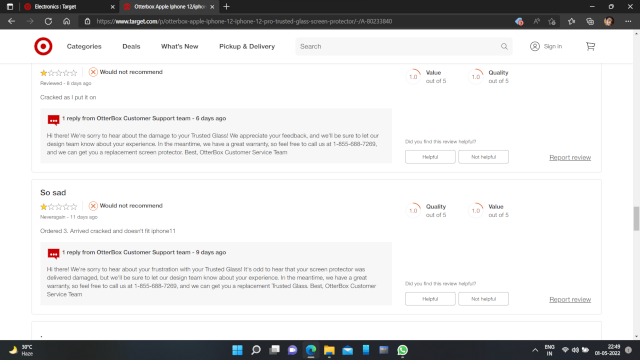 Electronics : Target
Otterbox Apple iphone 12/iphone
https://www.target.com/p/otterbox-apple-iphone-12-iphone-12-pro-trusted-glass-screen-protector/-/A-80233840
Categories Deals What's New Pickup & Delivery Search Sign in
Would not recommend
Reviewed - 6 days ago
Cracked as I put it on
1.0 Value out of 5
1.0 Quality out of 5
1 reply from OtterBox Customer Support team - 6 days ago
Hi there! We're sorry to hear about the damage to your Trusted Glass! We appreciate your feedback, and we'll be sure to let our
design team know about your experience. In the meantime, we have a great warranty, so feel free to call us at 1-855-688-7269,
and we can get you a replacement screen protector. Best, OtterBox Customer Service Team
Did you find this review helpful?
Helpful Not helpful
Report review
So sad
Would not recommend
Neveragain - 11 days ago
Ordered 3. Arrived cracked and doesn't fit iphone11
1.0 Quality out of 5
1.0 Value out of 5
1 reply from OtterBox Customer Support team - 9 days ago
Hi there! We're sorry to hear about your frustration with your Trusted Glass! It's odd to hear that your screen protector was
delivered damaged, but we'll be sure to let our design team know about your experience. In the meantime, we have a great
warranty, so feel free to call us at 1-855-688-7269, and we can get you a replacement Trusted Glass. Best, OtterBox Customer
Service Team
Did you find this review helpful?
Helpful Not helpful
Report review
30°C
Haze
ENG
IN
22:49
01-05-2022